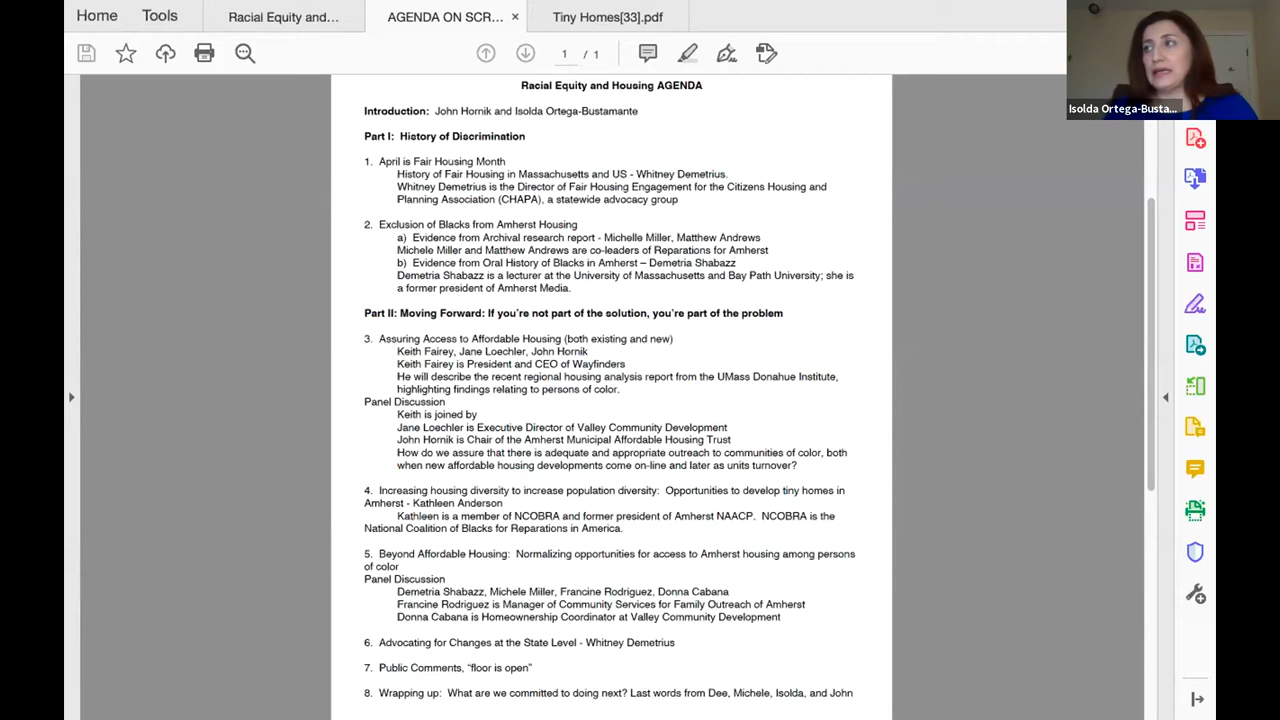 Home
Tools
Racial Equity and...
AGENDA ON SCR...
Tiny Homes[33].pdf
1 / 1
Isolda Ortega-Busta...
Racial Equity and Housing AGENDA
Introduction: John Hornik and Isolda Ortega-Bustamante
Part I: History of Discrimination
1. April is Fair Housing Month
History of Fair Housing in Massachusetts and US - Whitney Demetrius.
Whitney Demetrius is the Director of Fair Housing Engagement for the Citizens Housing and
Planning Association (CHAPA), a statewide advocacy group
2. Exclusion of Blacks from Amherst Housing
a) Evidence from Archival research report - Michelle Miller, Matthew Andrews
Michele Miller and Matthew Andrews are co-leaders of Reparations for Amherst
b) Evidence from Oral History of Blacks in Amherst – Demetria Shabazz
Demetria Shabazz is a lecturer at the University of Massachusetts and Bay Path University; she is
a former president of Amherst Media.
Part II: Moving Forward: If you're not part of the solution, you're part of the problem
3. Assuring Access to Affordable Housing (both existing and new)
Keith Fairey, Jane Loechler, John Hornik
Keith Fairey is President and CEO of Wayfinders
He will describe the recent regional housing analysis report from the UMass Donahue Institute,
highlighting findings relating to persons of color.
Panel Discussion
Keith is joined by
Jane Loechler is Executive Director of Valley Community Development
John Hornik is Chair of the Amherst Municipal Affordable Housing Trust
How do we assure that there is adequate and appropriate outreach to communities of color, both
when new affordable housing developments come on-line and later as units turnover?
4. Increasing housing diversity to increase population diversity: Opportunities to develop tiny homes in
Amherst - Kathleen Anderson
Kathleen is a member of NCOBRA and former president of Amherst NAACP. NCOBRA is the
National Coalition of Blacks for Reparations in America.
5. Beyond Affordable Housing: Normalizing opportunities for access to Amherst housing among persons
of color
Panel Discussion
Demetria Shabazz, Michele Miller, Francine Rodriguez, Donna Cabana
Francine Rodriguez is Manager of Community Services for Family Outreach of Amherst
Donna Cabana is Homeownership Coordinator at Valley Community Development
6. Advocating for Changes at the State Level - Whitney Demetrius
7. Public Comments, "floor is open"
8. Wrapping up: What are we committed to doing next? Last words from Dee, Michele, Isolda, and John